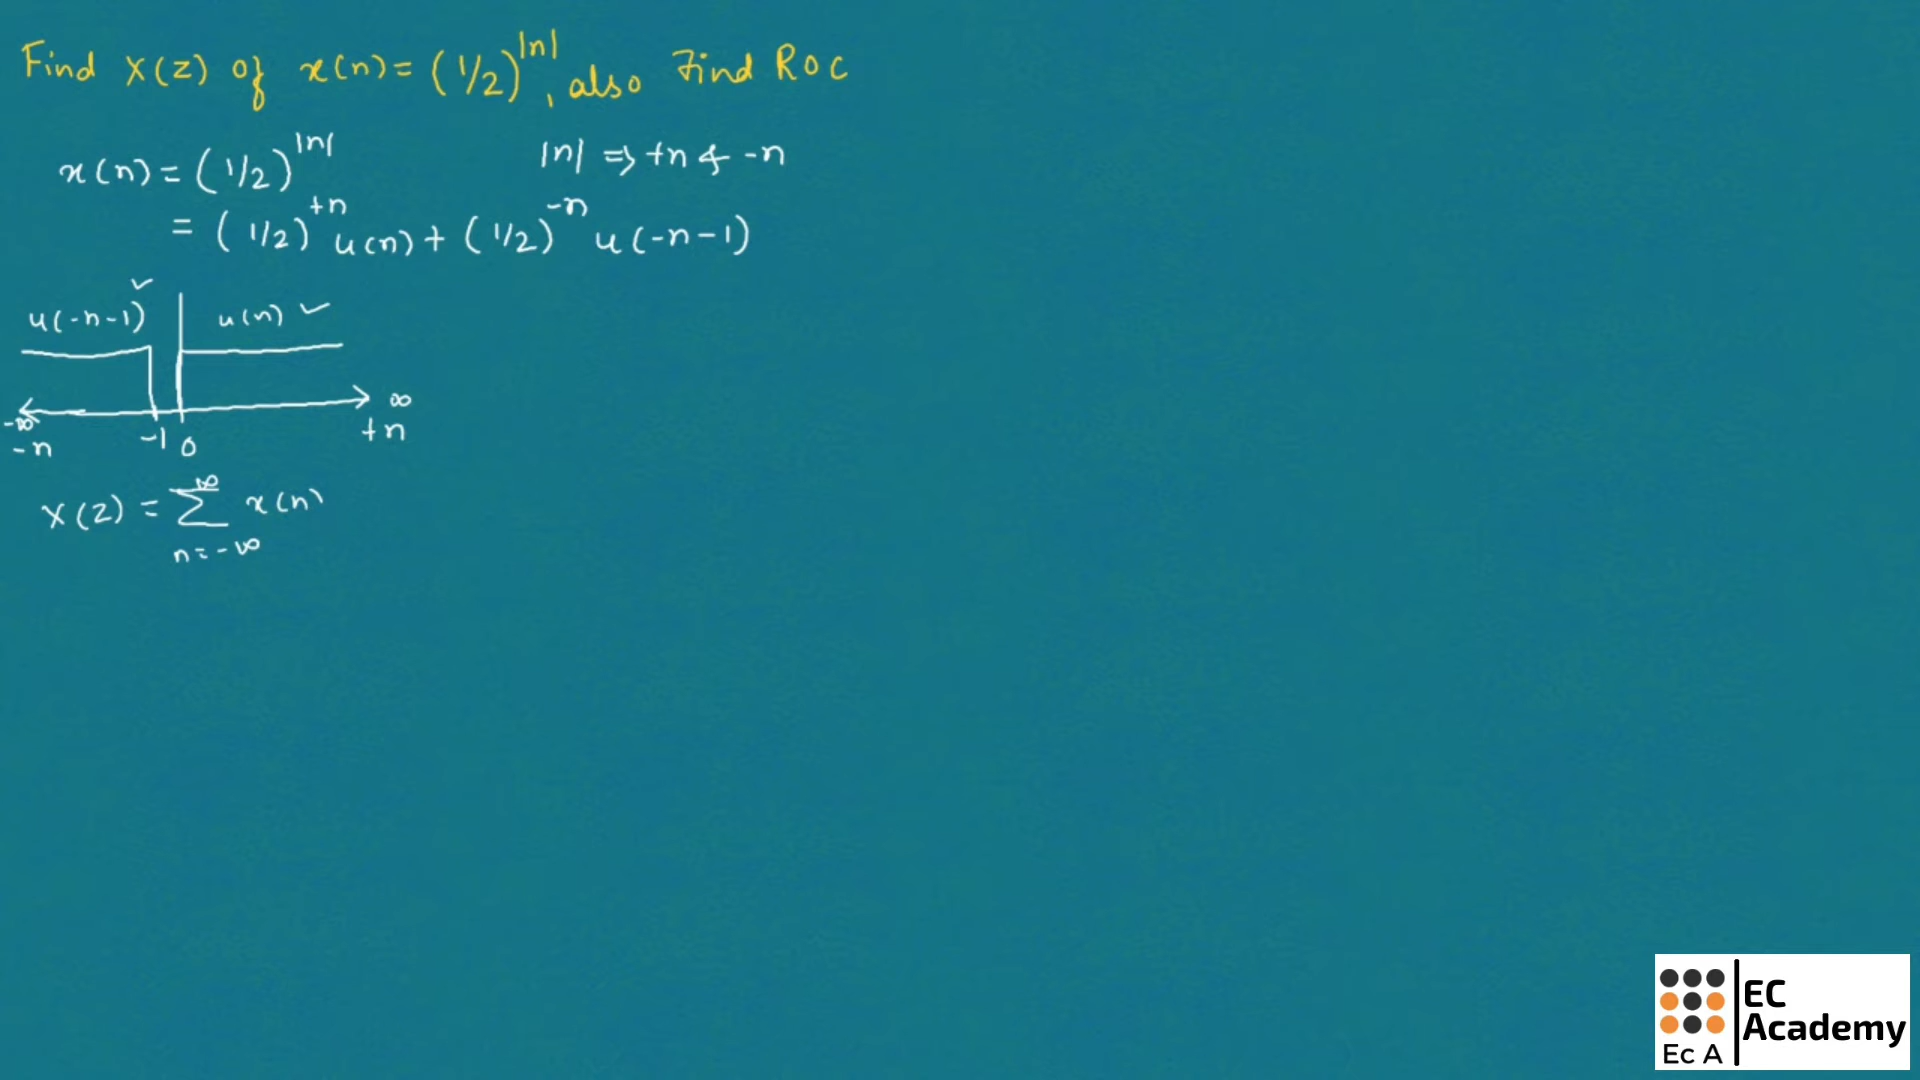 Find X(z) of x(n) = (1/2)^|n|, also Find ROC
x(n) = (1/2)^|n|
|n| => +n & -n
= (1/2)^+n u(n) + (1/2)^-n u(-n-1)
u(-n-1) ✓ u(n) ✓
-∞ ∞
-n -1 0 +n
X(z) = ∑ x(n)
∞
n=-∞
EC
Academy
Ec A